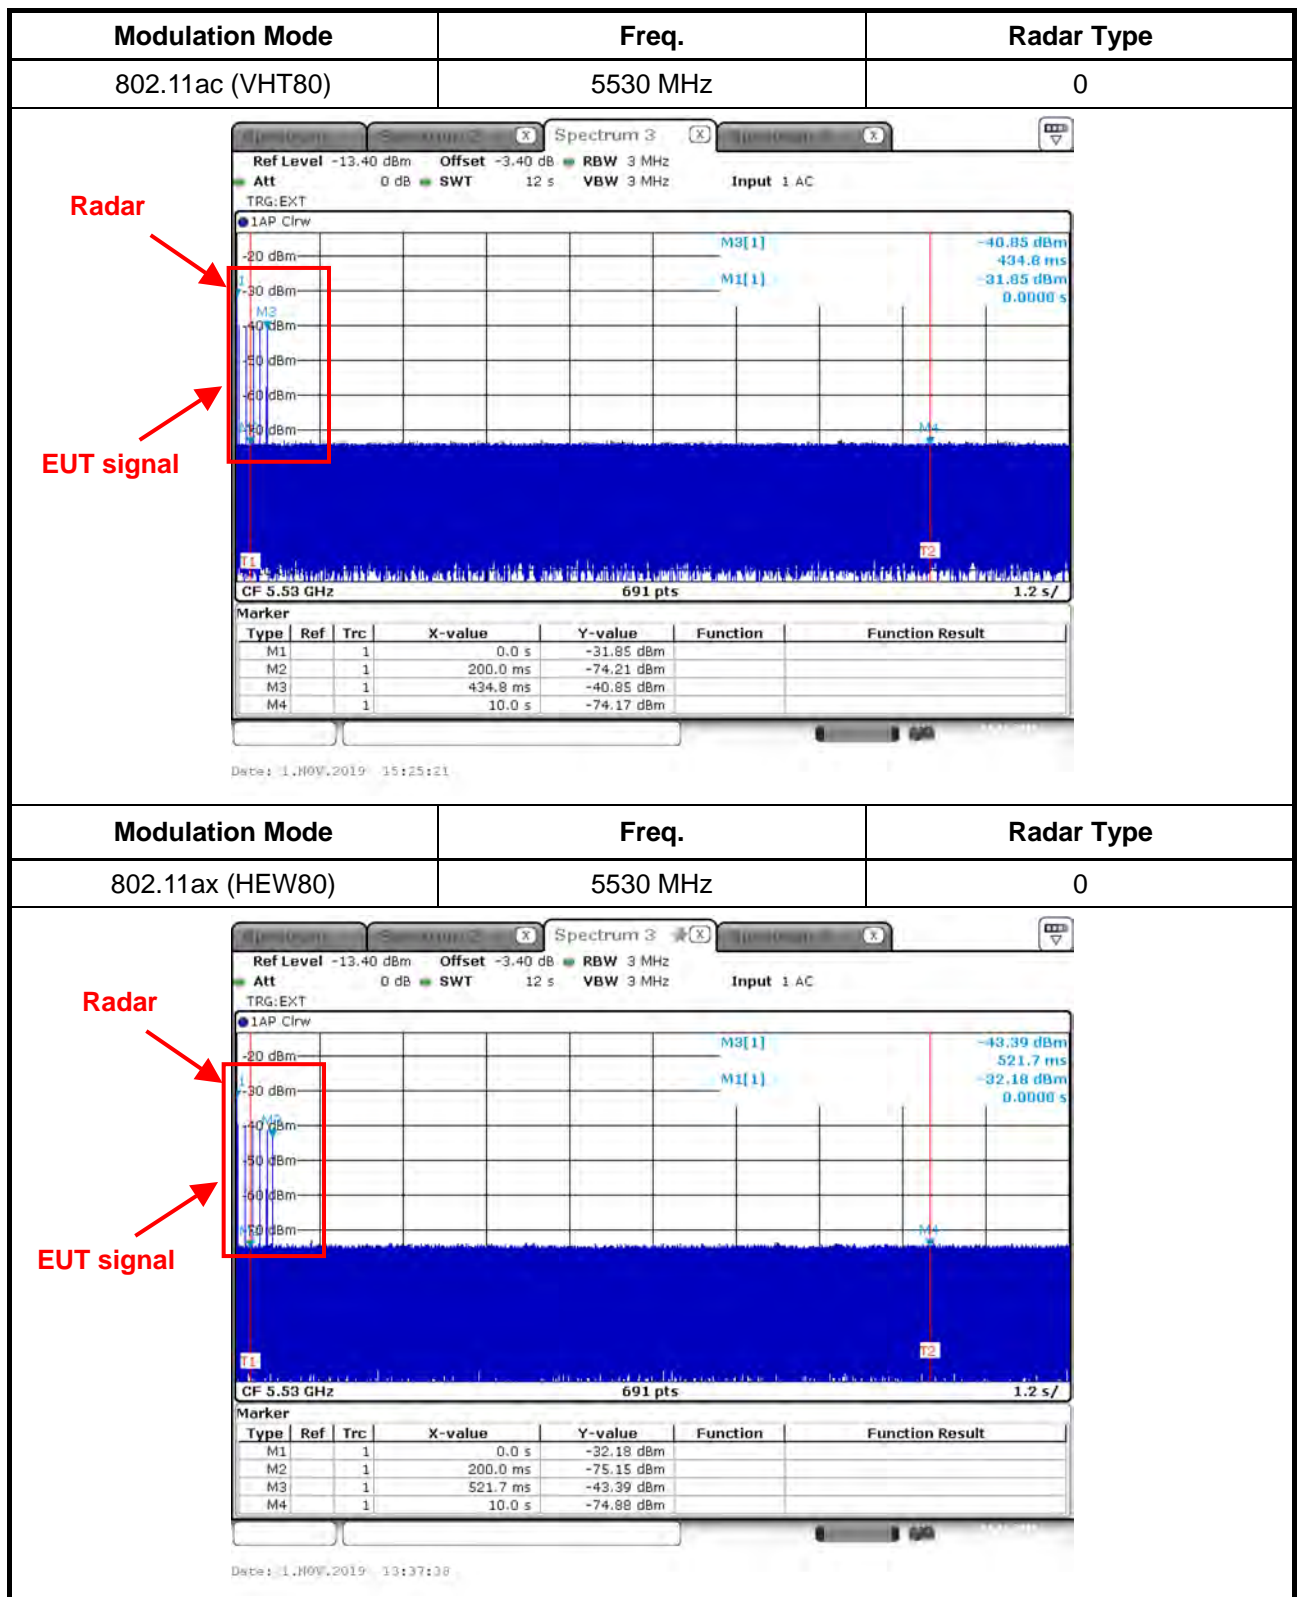 Modulation Mode Freq. Radar Type
802.11ac (VHT80) 5530 MHz 0
Spectrum 3
Ref Level -13.40 dBm Offset -3.40 dB RBW 3 MHz
Att 0 dB SWT 12 s VBW 3 MHz Input 1 AC
TRG:EXT
Radar
1AP Clrw
M3[1] -40.85 dBm
434.8 ms
M1[1] -31.85 dBm
0.0000 s
-20 dBm
-30 dBm
M3
-40 dBm
-50 dBm
-60 dBm
-70 dBm
M4
EUT signal
T1 T2
CF 5.53 GHz 691 pts 1.2 s/
Marker
Type Ref Trc X-value Y-value Function Function Result
M1 1 0.0 s -31.85 dBm
M2 1 200.0 ms -74.21 dBm
M3 1 434.8 ms -40.85 dBm
M4 1 10.0 s -74.17 dBm
Date: 1.NOV.2019 15:25:21
Modulation Mode Freq. Radar Type
802.11ax (HEW80) 5530 MHz 0
Spectrum 3
Ref Level -13.40 dBm Offset -3.40 dB RBW 3 MHz
Att 0 dB SWT 12 s VBW 3 MHz Input 1 AC
TRG:EXT
Radar
1AP Clrw
M3[1] -43.39 dBm
521.7 ms
M1[1] -32.18 dBm
0.0000 s
-20 dBm
-30 dBm
-40 dBm
-50 dBm
-60 dBm
-70 dBm
M4
EUT signal
T1 T2
CF 5.53 GHz 691 pts 1.2 s/
Marker
Type Ref Trc X-value Y-value Function Function Result
M1 1 0.0 s -32.18 dBm
M2 1 200.0 ms -75.15 dBm
M3 1 521.7 ms -43.39 dBm
M4 1 10.0 s -74.88 dBm
Date: 1.NOV.2019 13:37:38